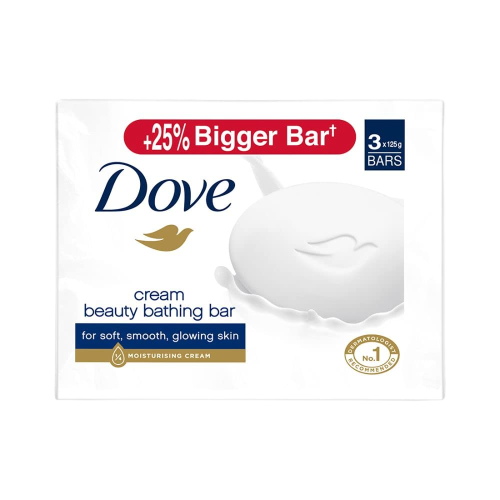 +25% Bigger Bar†
3 x 125g
BARS
Dove
cream
beauty bathing bar
for soft, smooth, glowing skin
¼ MOISTURISING CREAM
DERMATOLOGIST
No.1
RECOMMENDED